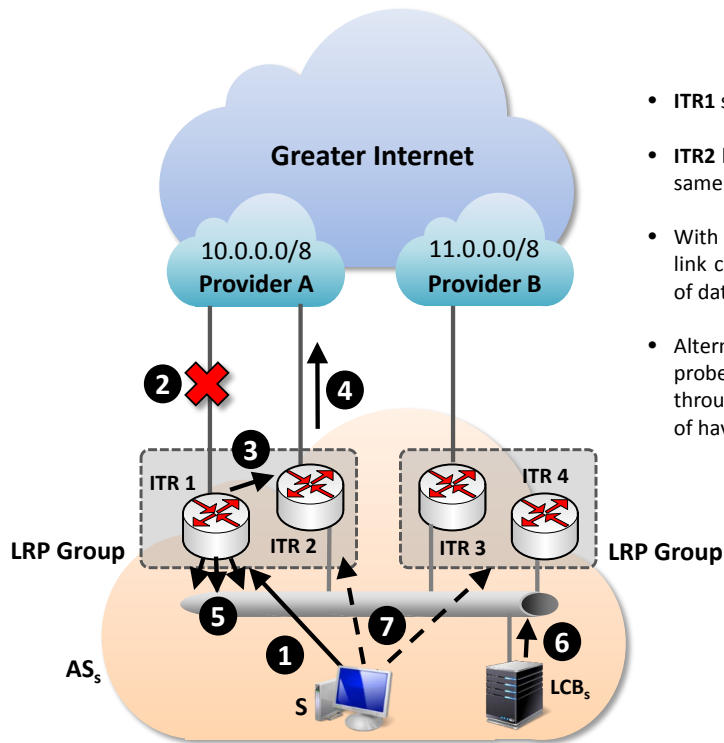 Greater Internet
10.0.0.0/8
Provider A
11.0.0.0/8
Provider B
• ITR1 s
• ITR2
same
• With
link c
of dat
• Altern
probe
throu
of hav
2
4
3
ITR 1
ITR 2
ITR 3
ITR 4
LRP Group
LRP Group
5
1
7
6
ASs
S
LCBs